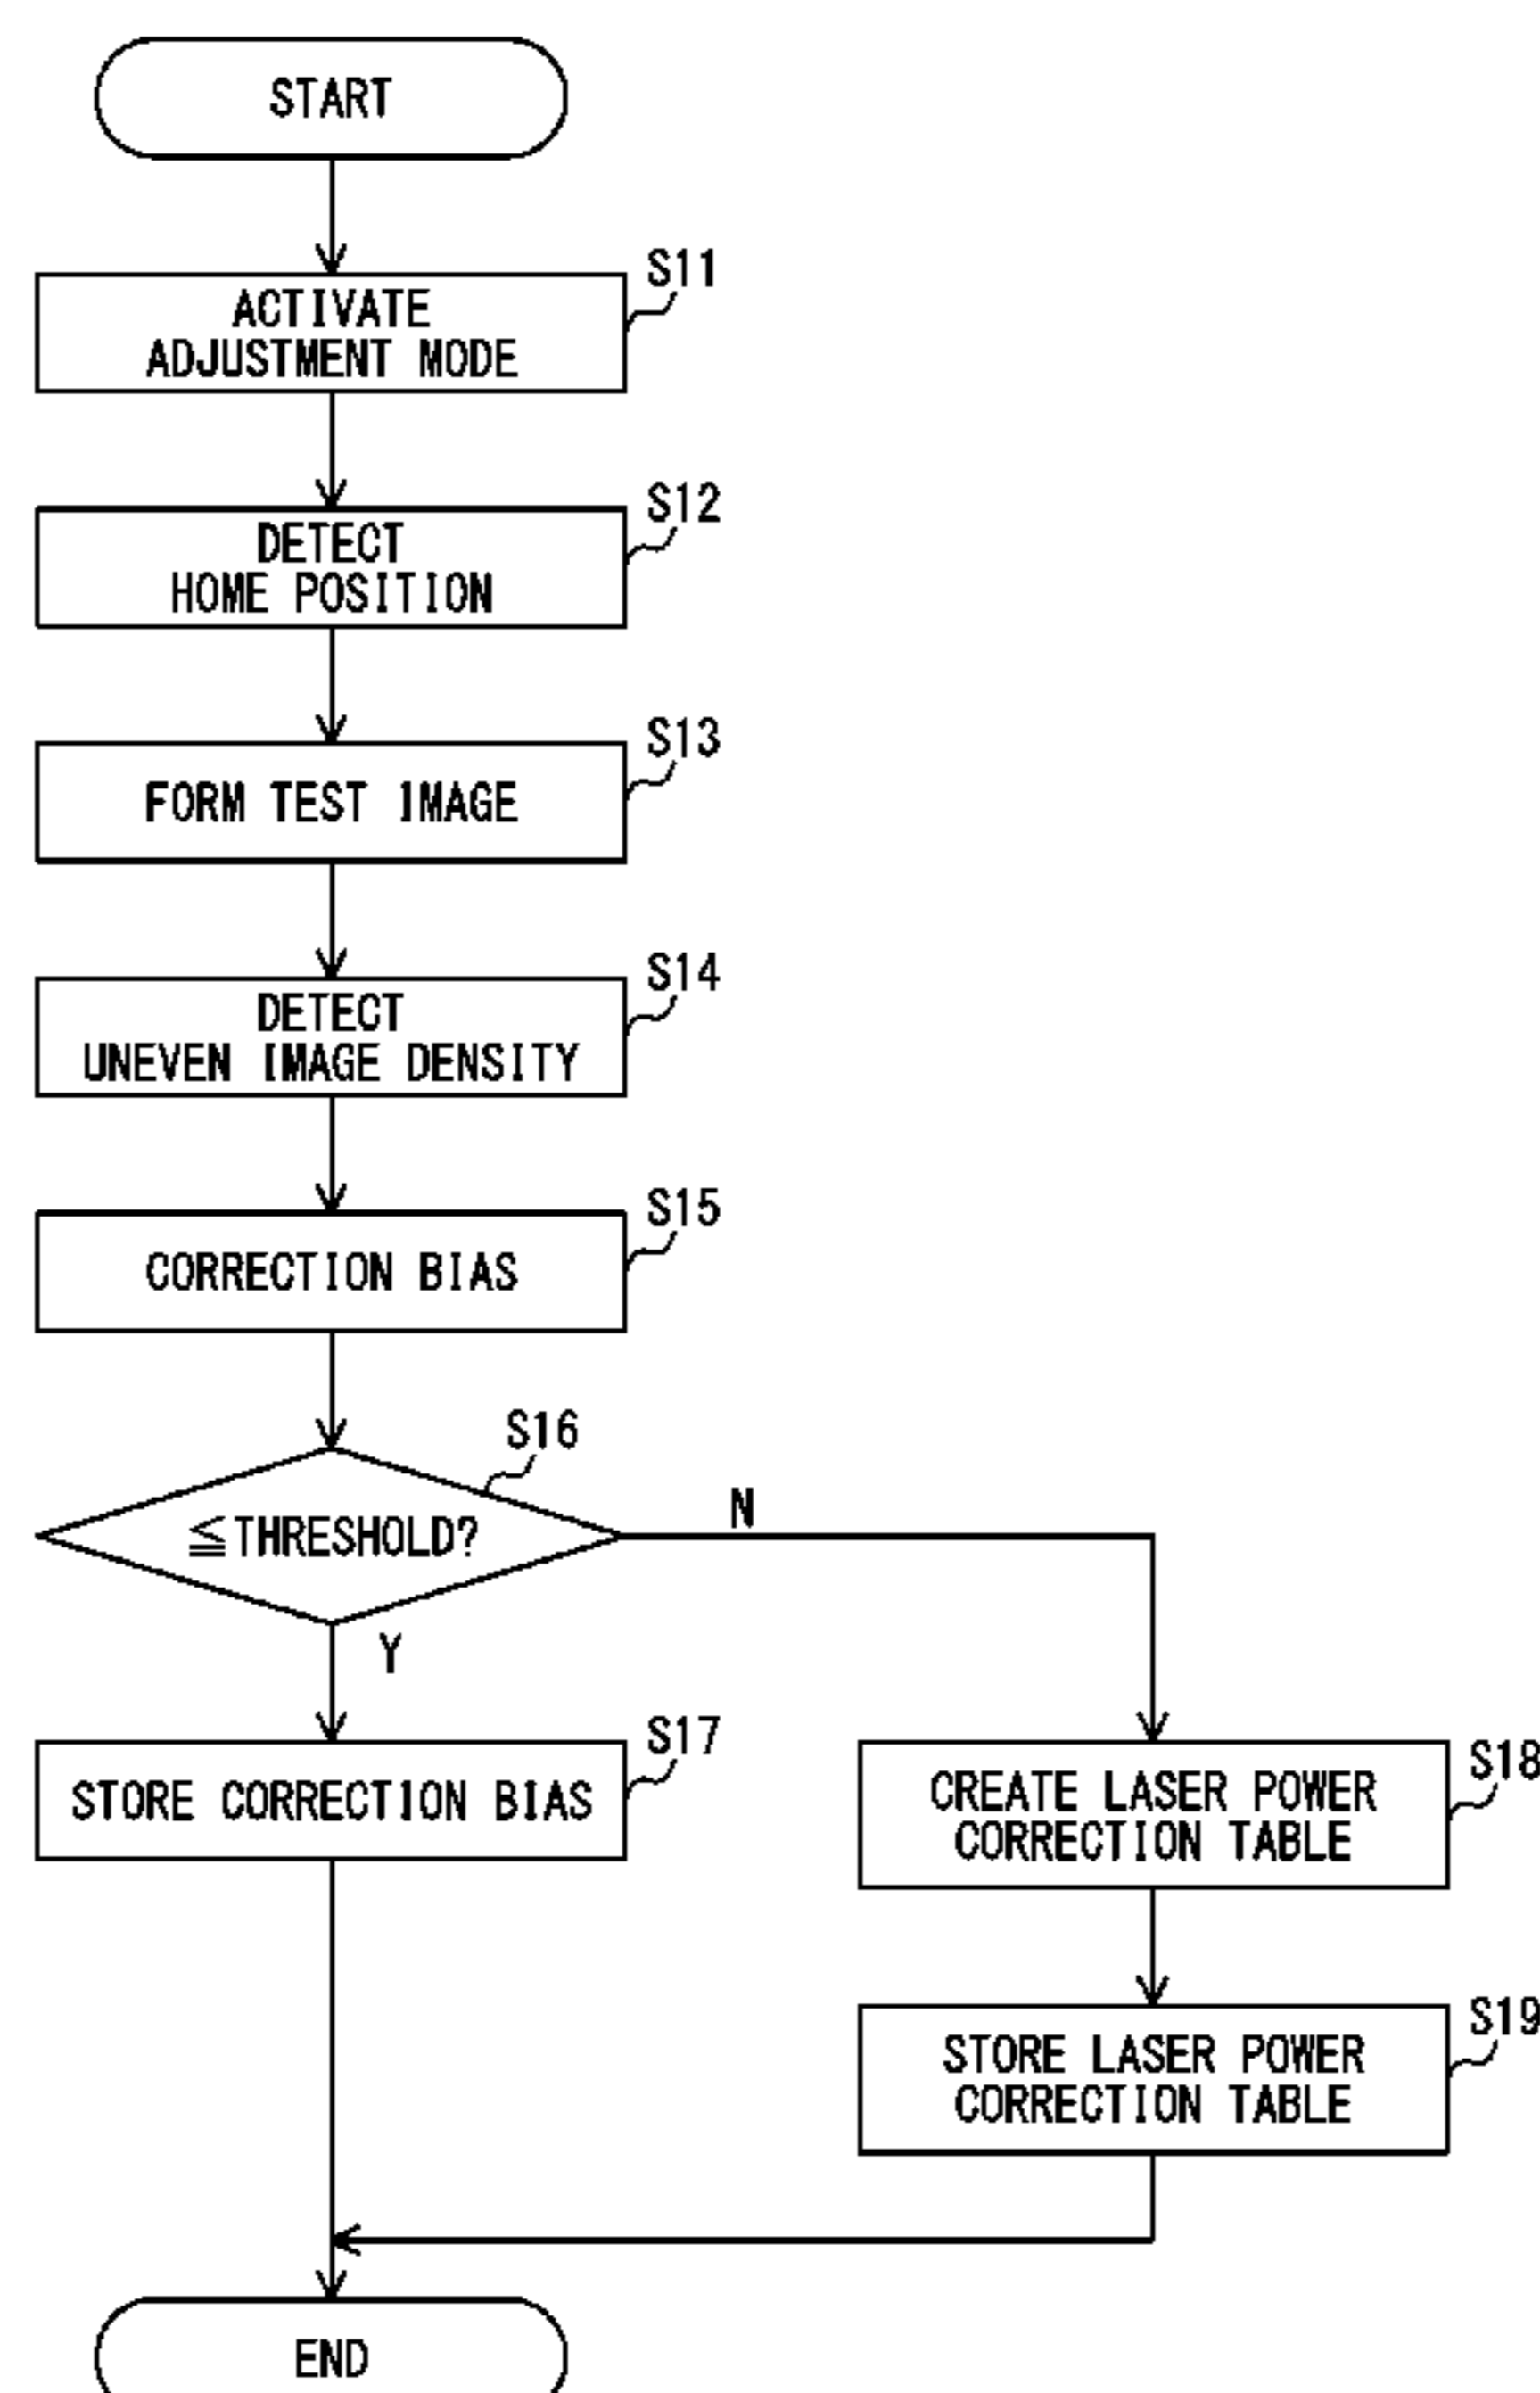 START
S11
ACTIVATE
ADJUSTMENT MODE
S12
DETECT
HOME POSITION
S13
FORM TEST IMAGE
S14
DETECT
UNEVEN IMAGE DENSITY
S15
CORRECTION BIAS
S16
≦THRESHOLD?
N
Y
S17
STORE CORRECTION BIAS
S18
CREATE LASER POWER
CORRECTION TABLE
S19
STORE LASER POWER
CORRECTION TABLE
END